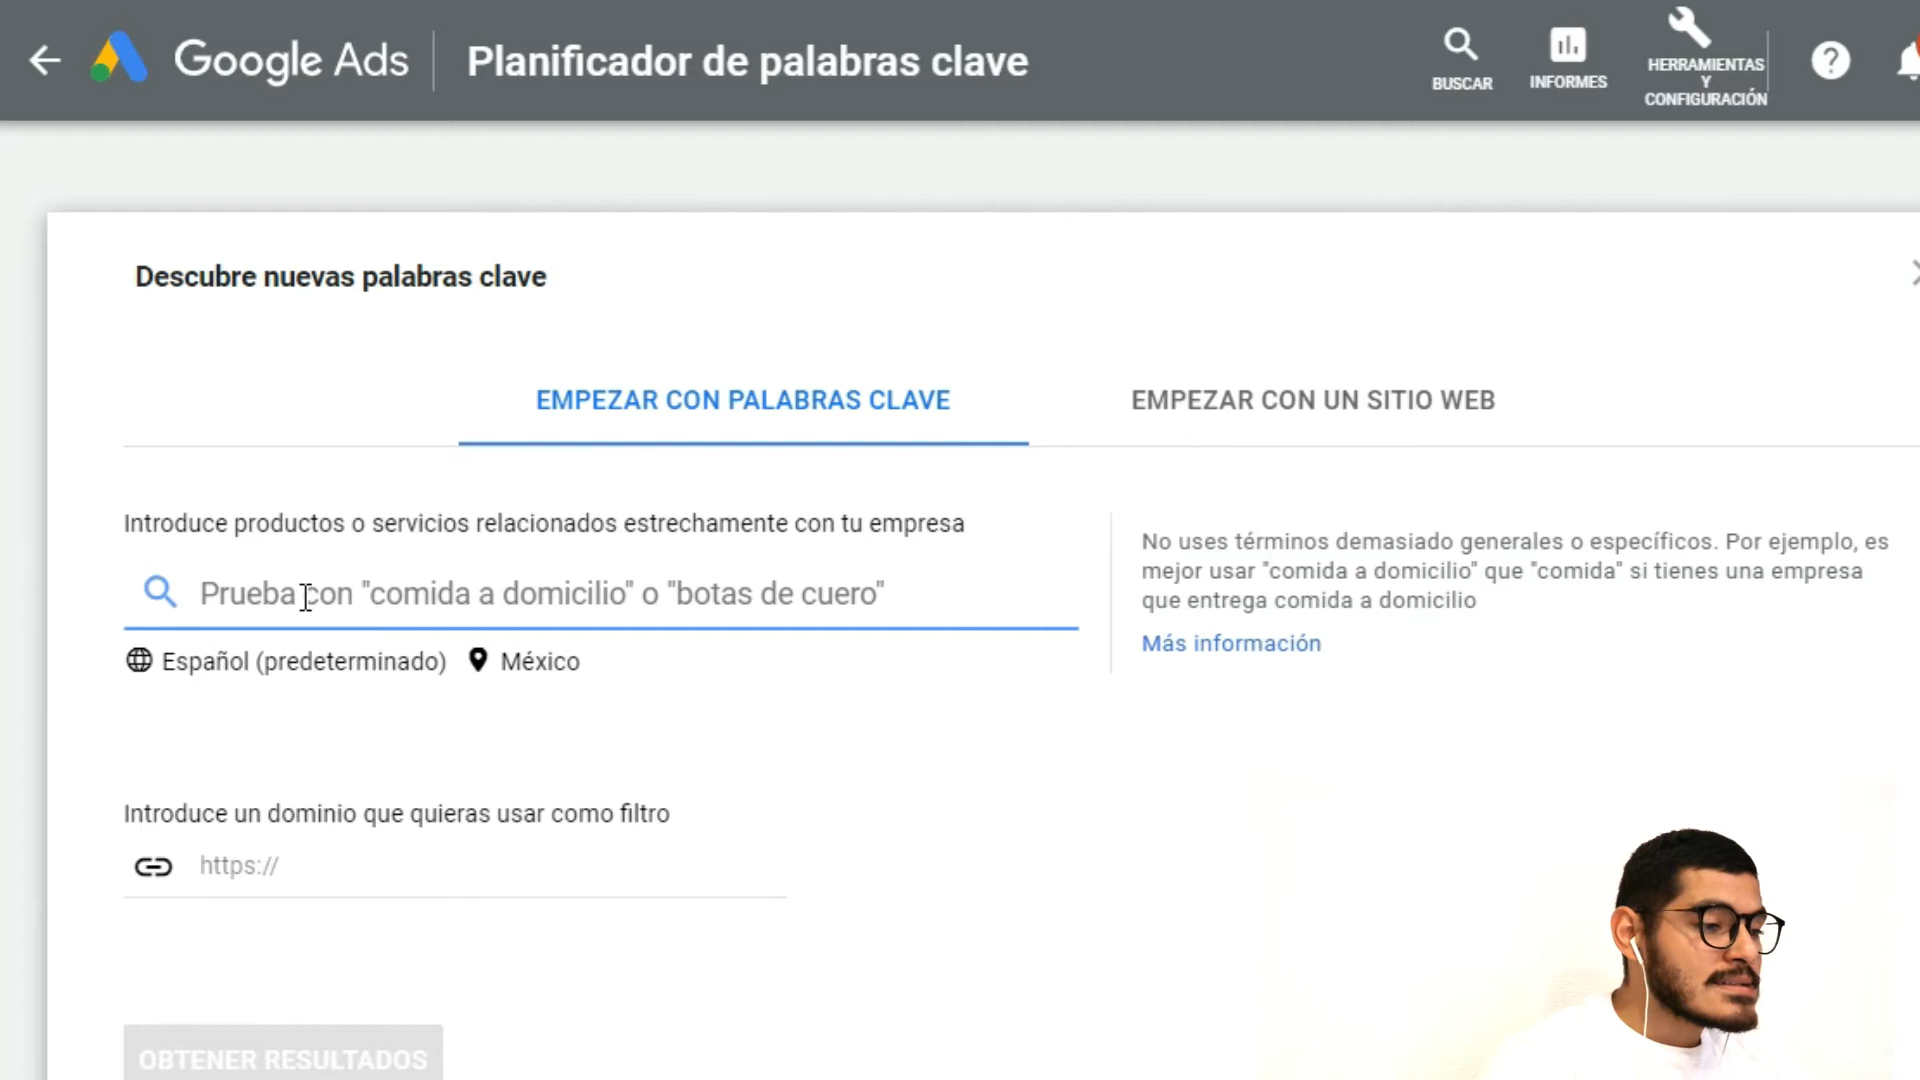 Google Ads
Planificador de palabras clave
BUSCAR
INFORMES
HERRAMIENTAS
Y
CONFIGURACIÓN
?
Descubre nuevas palabras clave
EMPEZAR CON PALABRAS CLAVE
EMPEZAR CON UN SITIO WEB
Introduce productos o servicios relacionados estrechamente con tu empresa
Prueba con "comida a domicilio" o "botas de cuero"
Español (predeterminado) México
No uses términos demasiado generales o específicos. Por ejemplo, es
mejor usar "comida a domicilio" que "comida" si tienes una empresa
que entrega comida a domicilio
Más información
Introduce un dominio que quieras usar como filtro
https://
OBTENER RESULTADOS